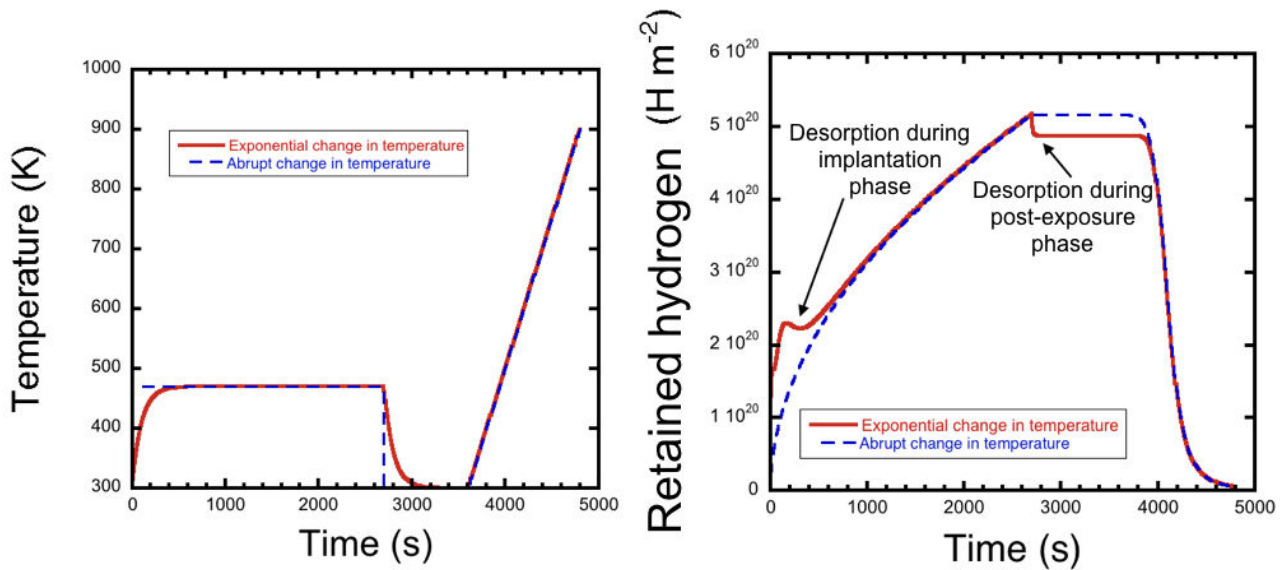 Temperature (K)
1000
900
800
700
600
500
400
300
Exponential change in temperature
Abrupt change in temperature
0 1000 2000 3000 4000 5000
Time (s)
Retained hydrogen (H m-2)
6 10^20
5 10^20
4 10^20
3 10^20
2 10^20
1 10^20
0
Desorption during
implantation
phase
Desorption during
post-exposure
phase
Exponential change in temperature
Abrupt change in temperature
0 1000 2000 3000 4000 5000
Time (s)